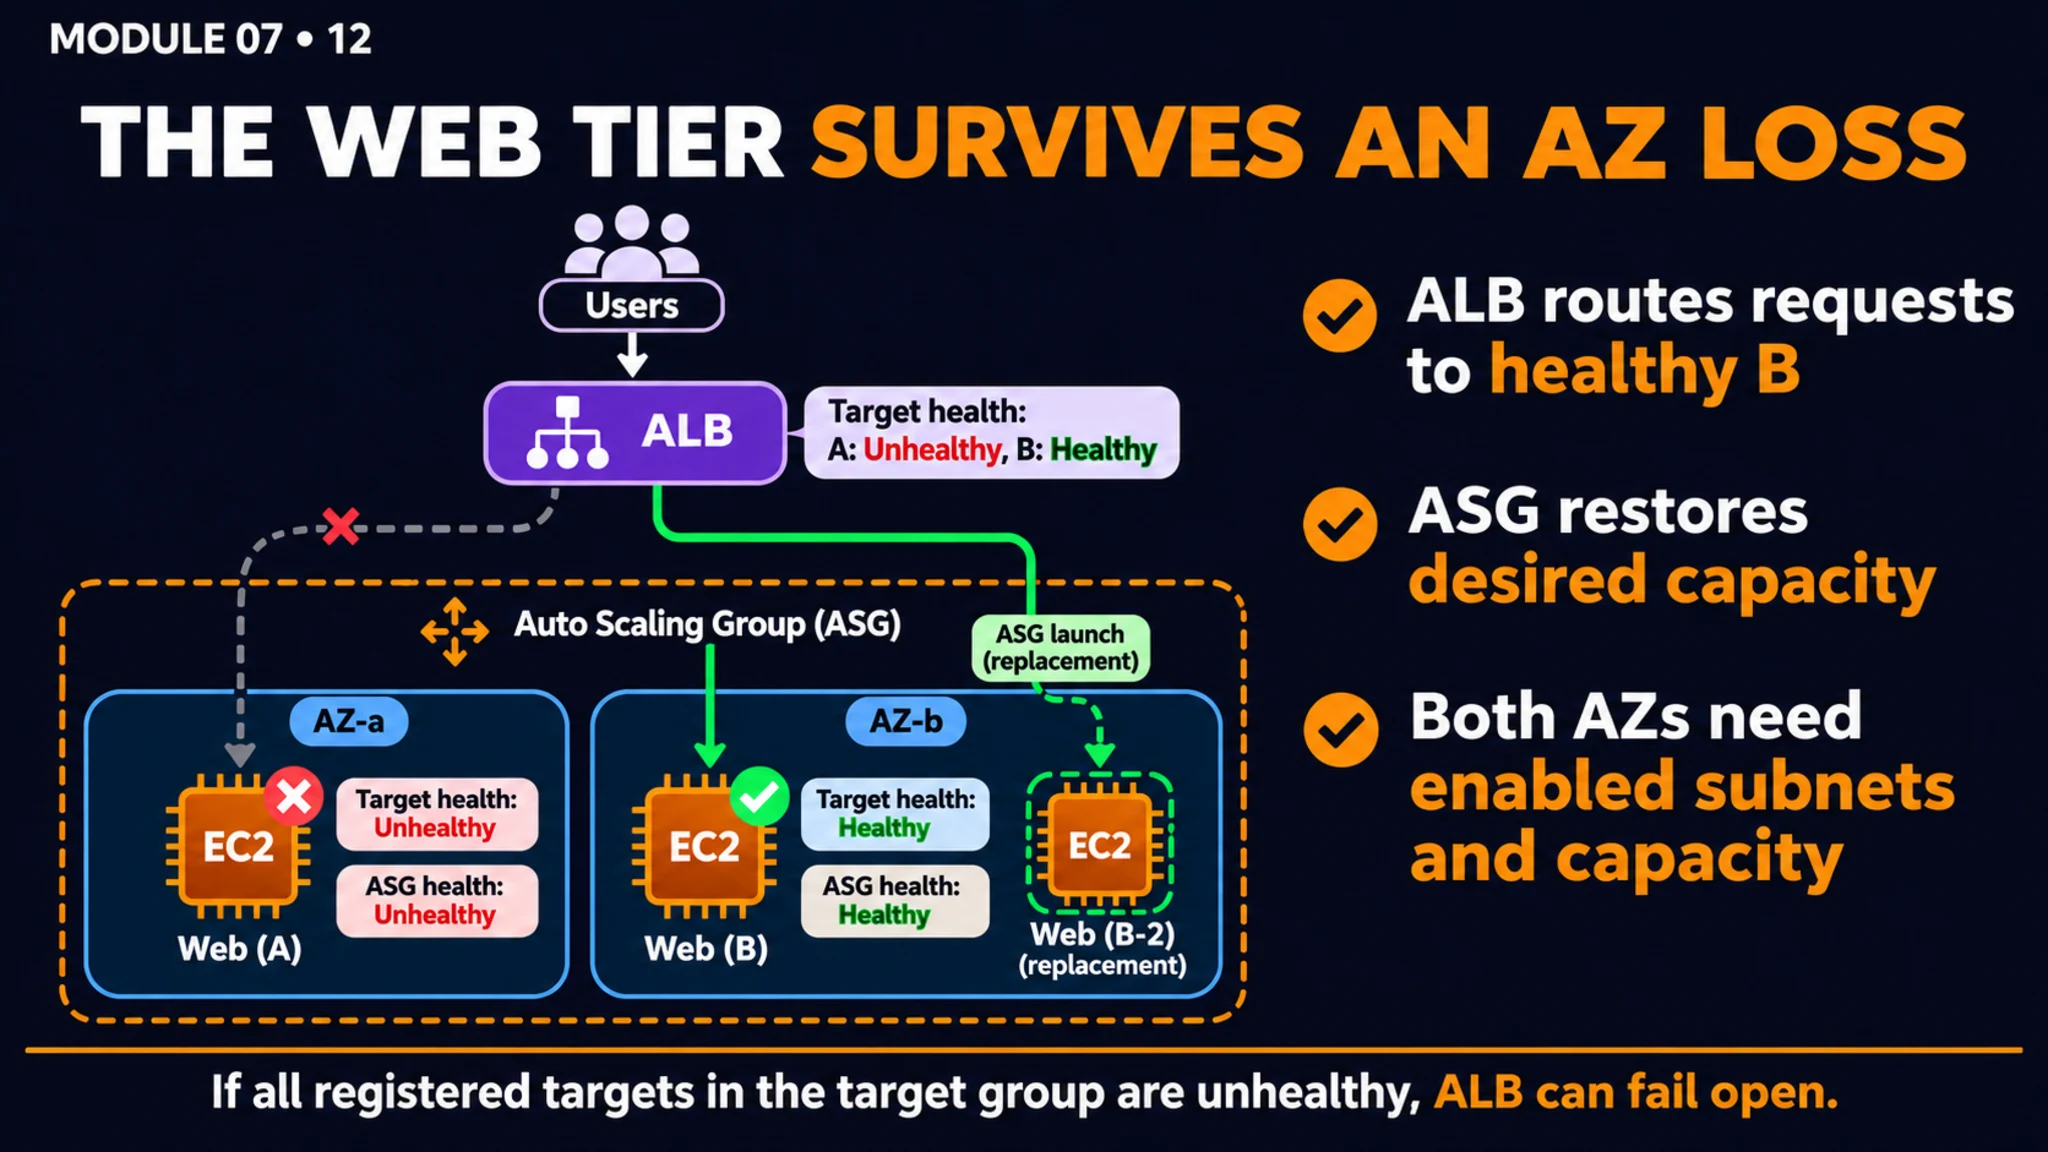 MODULE 07 • 12
THE WEB TIER SURVIVES AN AZ LOSS
Users
ALB
Target health:
A: Unhealthy, B: Healthy
Auto Scaling Group (ASG)
ASG launch
(replacement)
AZ-a
EC2
Target health:
Unhealthy
ASG health:
Unhealthy
Web (A)
AZ-b
EC2
Target health:
Healthy
ASG health:
Healthy
Web (B)
EC2
Web (B-2)
(replacement)
ALB routes requests
to healthy B
ASG restores
desired capacity
Both AZs need
enabled subnets
and capacity
If all registered targets in the target group are unhealthy, ALB can fail open.